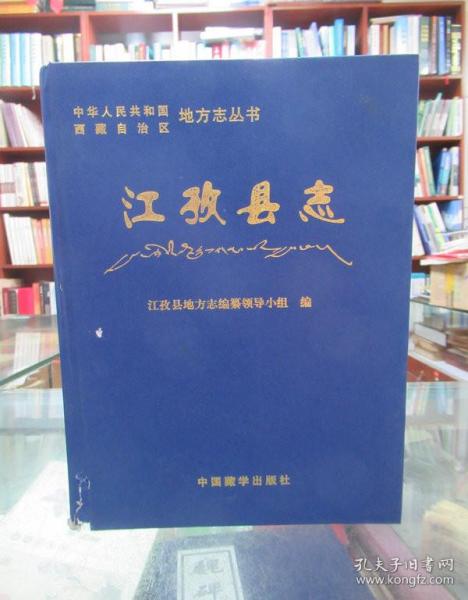 中华人民共和国
西藏自治区
地方志丛书
江孜县志
江孜县地方志编纂领导小组 编
中国藏学出版社
孔夫子旧书网
www.kongfz.com